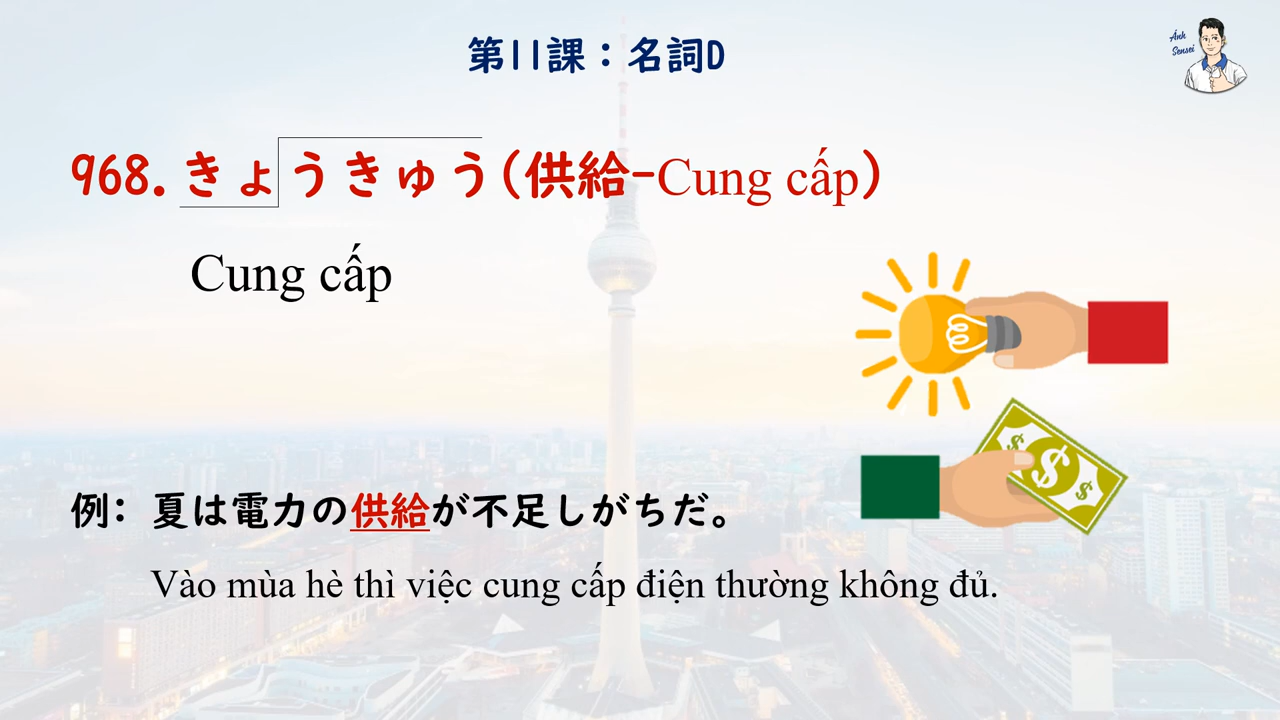 第11課：名詞D
Anh
Sensei
968.きょうきゅう(供給-Cung cấp)
Cung cấp
例: 夏は電力の供給が不足しがちだ。
Vào mùa hè thì việc cung cấp điện thường không đủ.